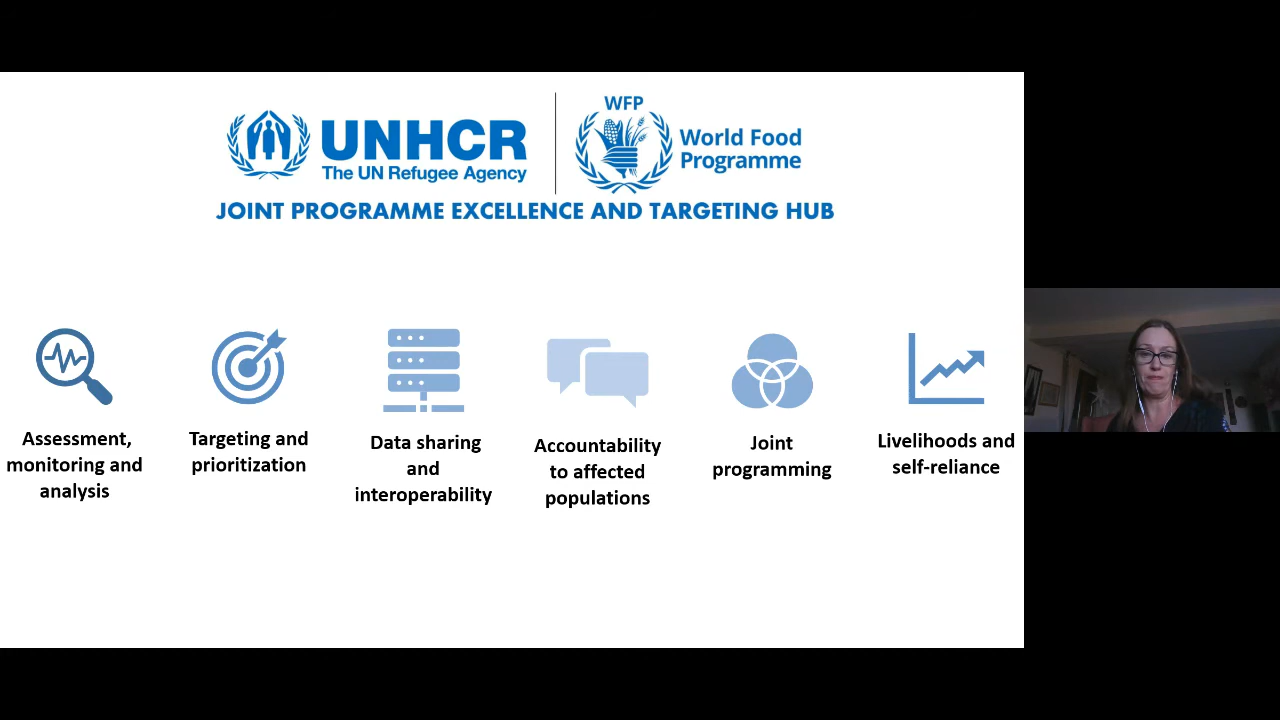 UNHCR
The UN Refugee Agency
WFP
World Food
Programme
JOINT PROGRAMME EXCELLENCE AND TARGETING HUB
Assessment,
monitoring and
analysis
Targeting and
prioritization
Data sharing
and
interoperability
Accountability
to affected
populations
Joint
programming
Livelihoods and
self-reliance